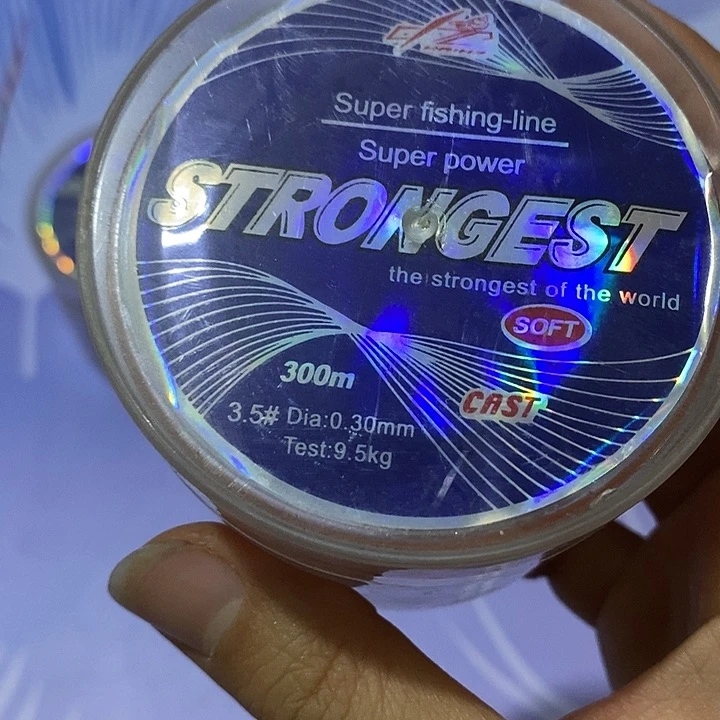 Super fishing-line
Super power
STRONGEST
the strongest of the world
SOFT
300m
CAST
3.5# Dia:0.30mm
Test:9.5kg